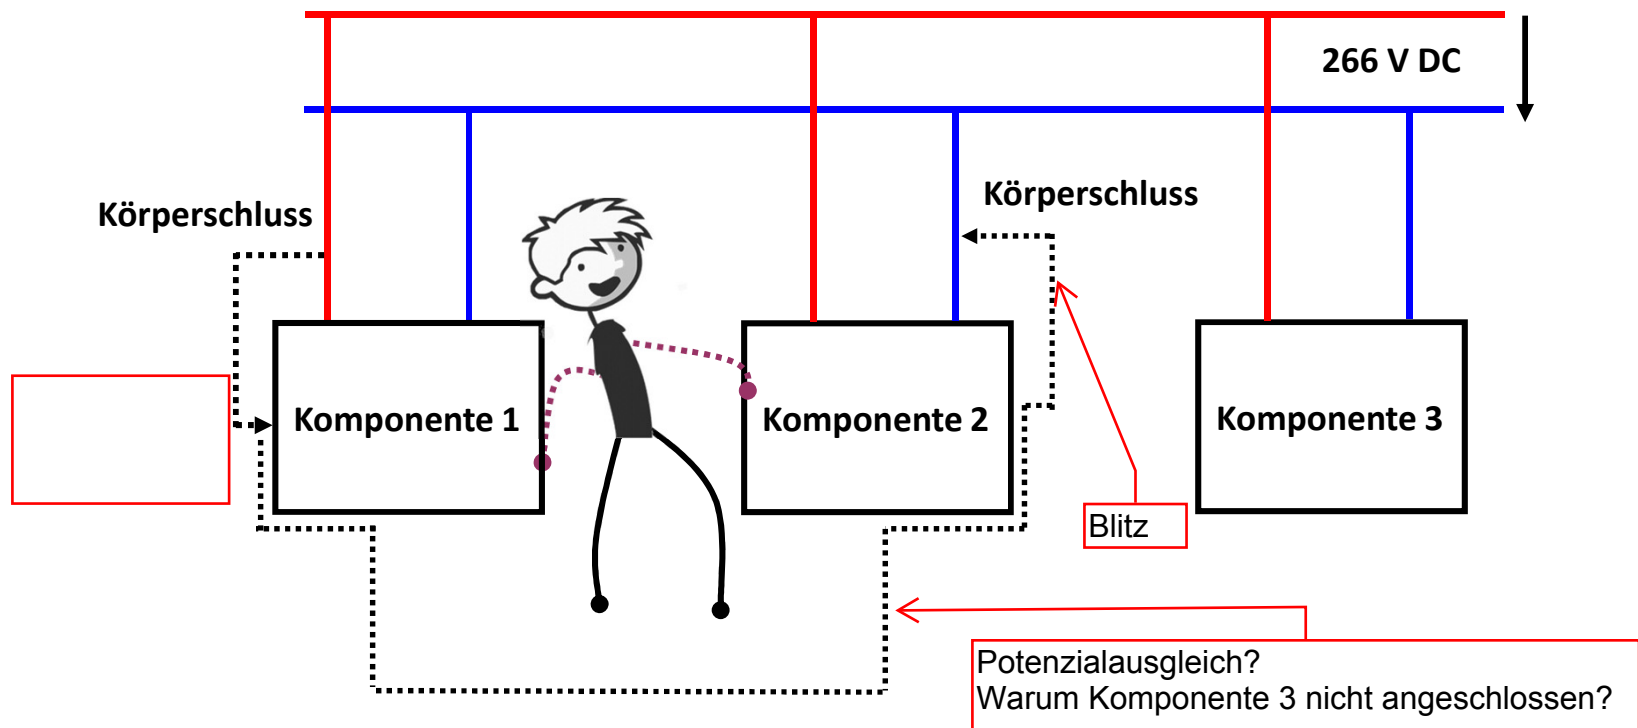 266 V DC
Körperschluss
Körperschluss
Komponente 1
Komponente 2
Komponente 3
Blitz
Potenzialausgleich?
Warum Komponente 3 nicht angeschlossen?